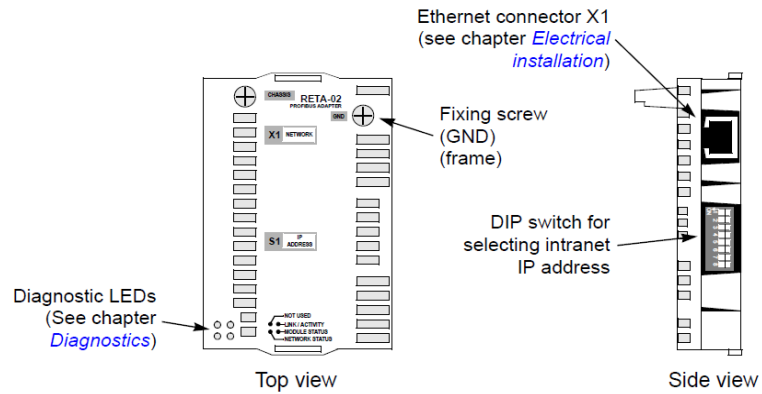 Ethernet connector X1
(see chapter Electrical
installation)
CHASSIS
RETA-02
PROFIBUS ADAPTER
GND
X1 NETWORK
Fixing screw
(GND)
(frame)
S1 IP
ADDRESS
DIP switch for
selecting intranet
IP address
Diagnostic LEDs
(See chapter
Diagnostics)
NOT USED
LINK / ACTIVITY
MODULE STATUS
NETWORK STATUS
Top view
Side view